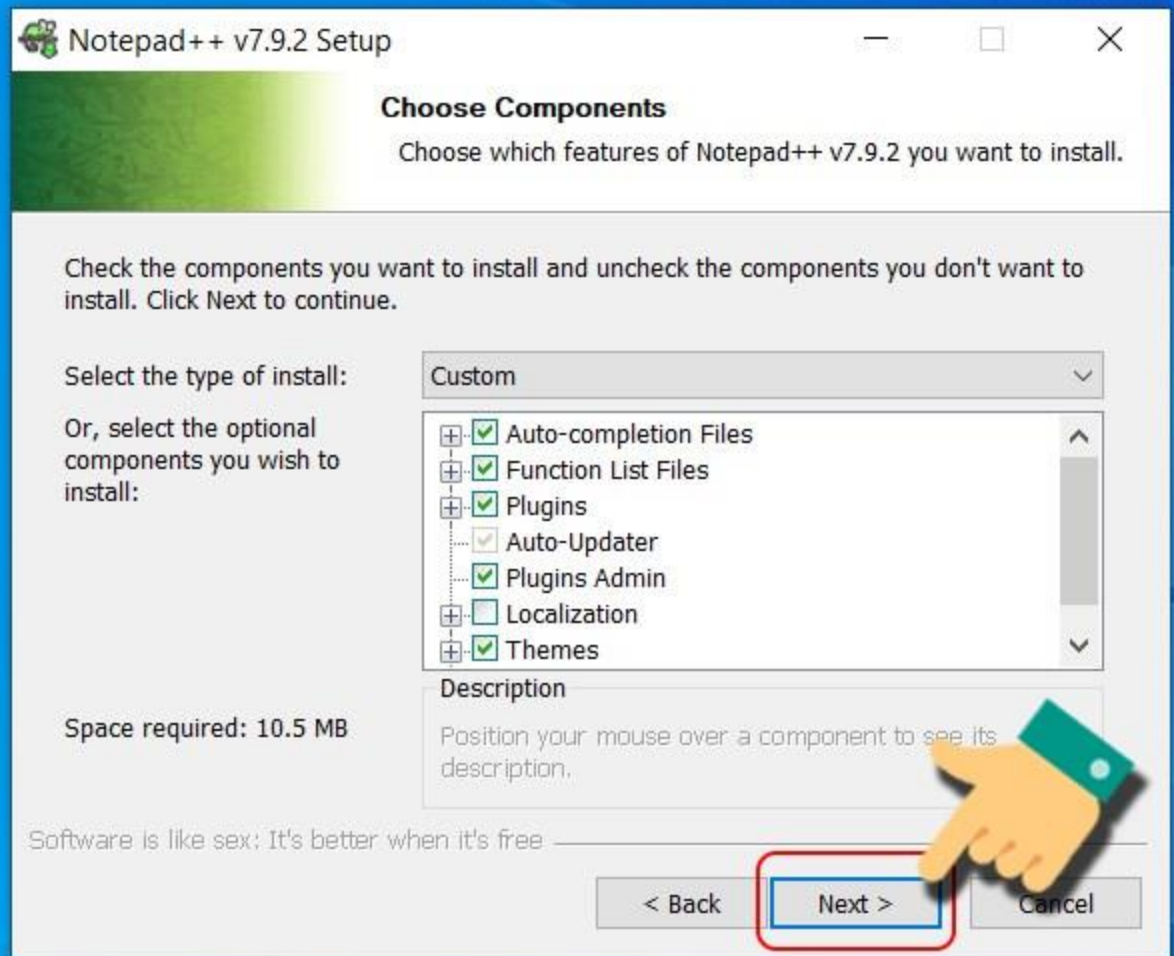 Notepad++ v7.9.2 Setup
Choose Components
Choose which features of Notepad++ v7.9.2 you want to install.
Check the components you want to install and uncheck the components you don't want to
install. Click Next to continue.
Select the type of install:
Custom
Or, select the optional
components you wish to
install:
Auto-completion Files
Function List Files
Plugins
Auto-Updater
Plugins Admin
Localization
Themes
Space required: 10.5 MB
Description
Position your mouse over a component to see its
description.
Software is like sex: It's better when it's free
< Back
Next >
Cancel